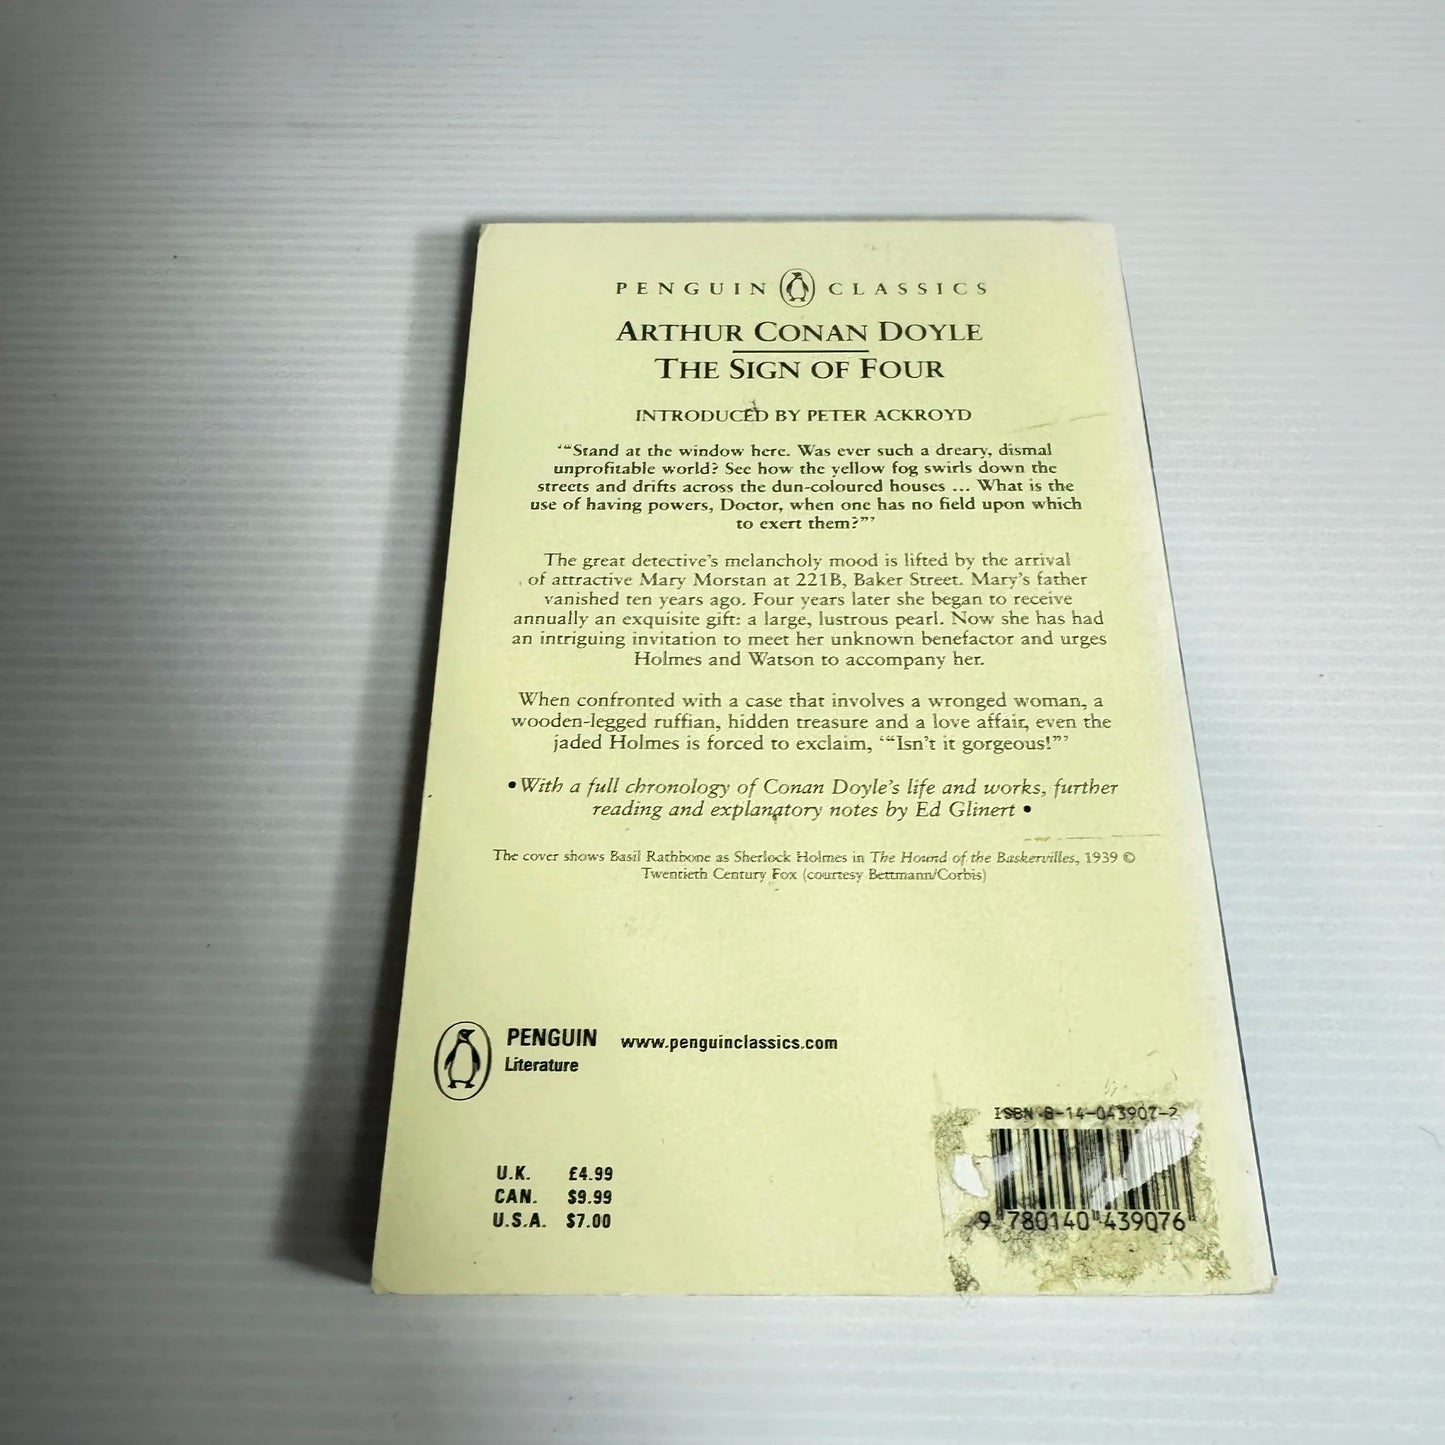 PENGUIN CLASSICS
ARTHUR CONAN DOYLE
THE SIGN OF FOUR
INTRODUCED BY PETER ACKROYD
‘“Stand at the window here. Was ever such a dreary, dismal
unprofitable world? See how the yellow fog swirls down the
streets and drifts across the dun-coloured houses ... What is the
use of having powers, Doctor, when one has no field upon which
to exert them?”’
The great detective's melancholy mood is lifted by the arrival
of attractive Mary Morstan at 221B, Baker Street. Mary's father
vanished ten years ago. Four years later she began to receive
annually an exquisite gift: a large, lustrous pearl. Now she has had
an intriguing invitation to meet her unknown benefactor and urges
Holmes and Watson to accompany her.
When confronted with a case that involves a wronged woman, a
wooden-legged ruffian, hidden treasure and a love affair, even the
jaded Holmes is forced to exclaim, ‘“Isn't it gorgeous!”’
• With a full chronology of Conan Doyle's life and works, further
reading and explanatory notes by Ed Glinert •
The cover shows Basil Rathbone as Sherlock Holmes in The Hound of the Baskervilles, 1939 ©
Twentieth Century Fox (courtesy Bettmann/Corbis)
PENGUIN www.penguinclassics.com
Literature
ISBN 0-14-043907-2
U.K. £4.99
CAN. $9.99
U.S.A. $7.00
9 780140 439076